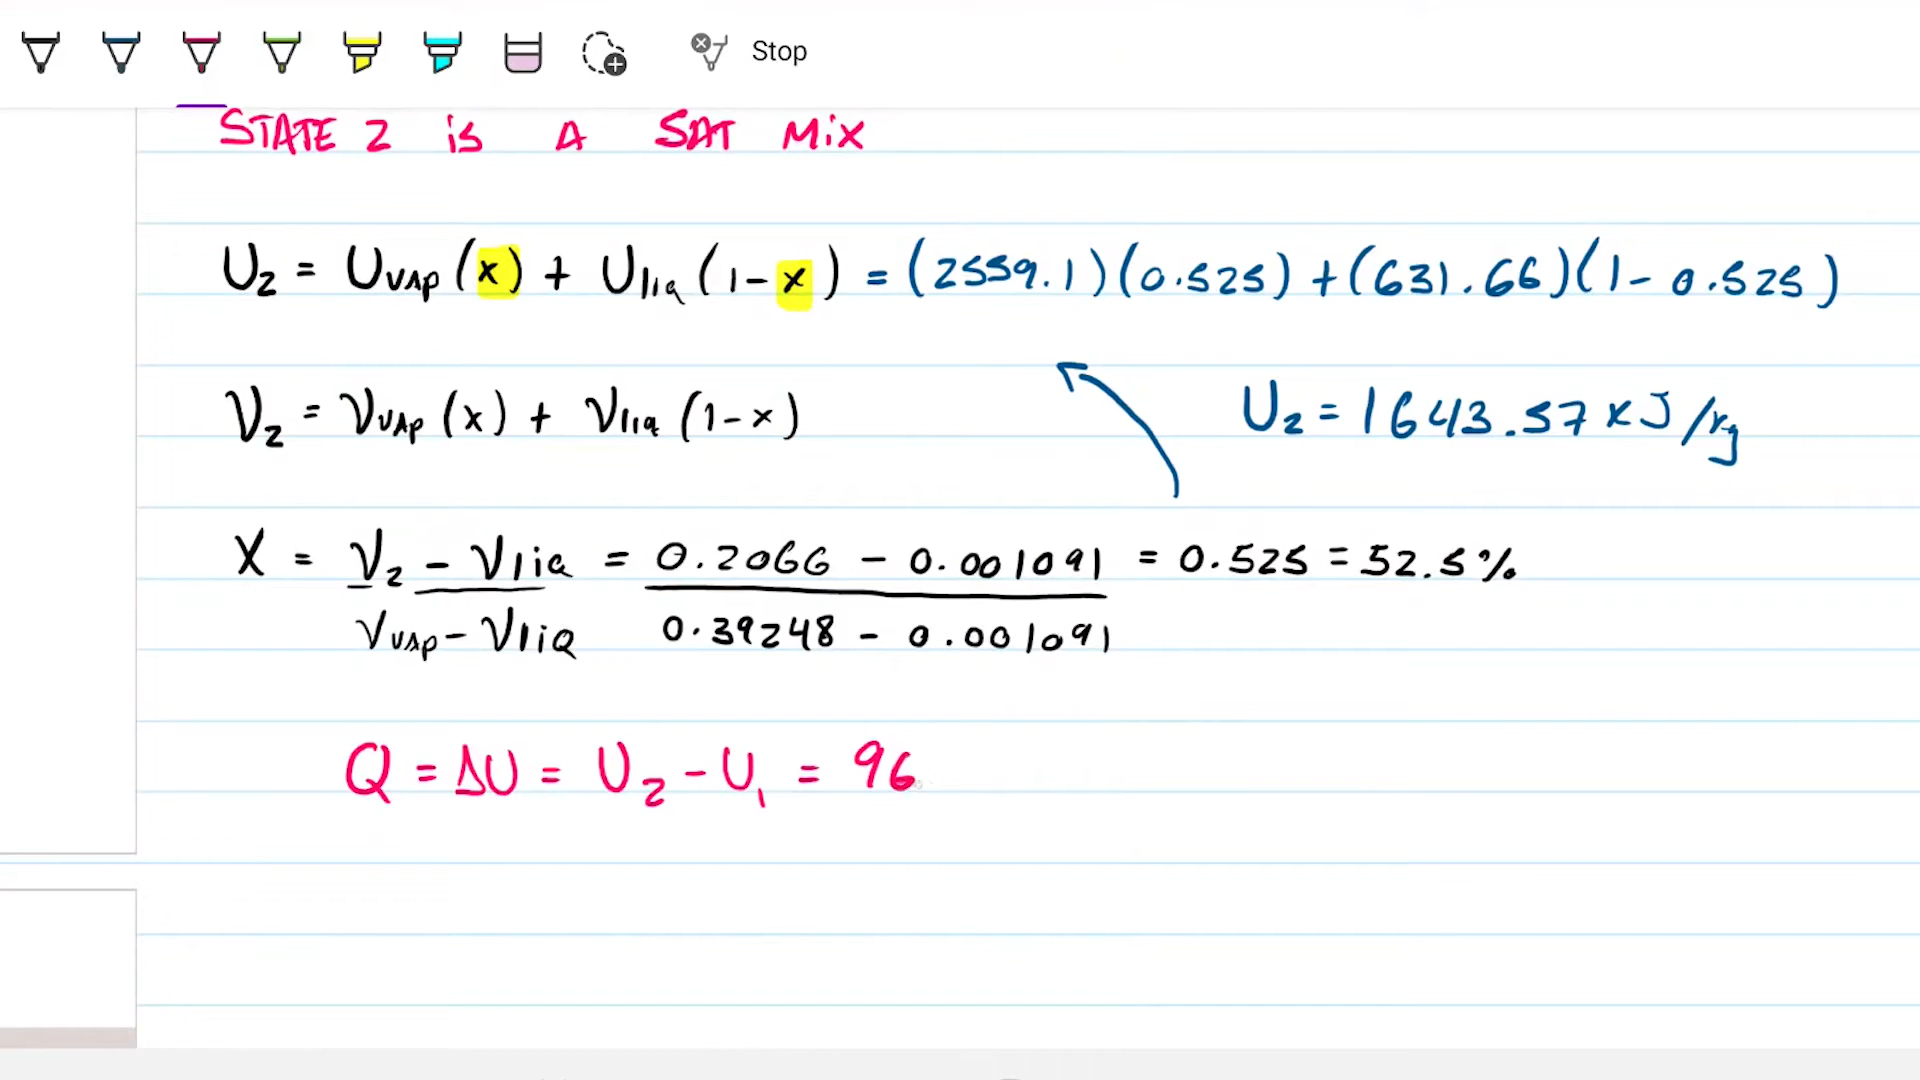 Stop
STATE 2 is A SAT Mix
U₂ = Uvap (x) + Uliq (1-x) = (2559.1)(0.525) + (631.66)(1-0.525)
V₂ = Vvap (x) + Vliq (1-x)
U₂ = 1643.57 KJ/kg
X = V₂ - Vliq = 0.2066 - 0.001091 = 0.525 = 52.5%
Vvap - Vliq 0.39248 - 0.001091
Q = ΔU = U₂ - U₁ = 96